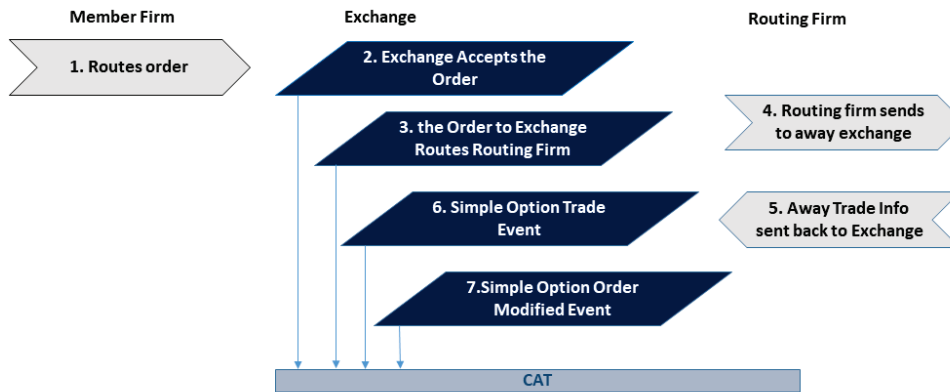 Member Firm
Exchange
Routing Firm
1. Routes order
2. Exchange Accepts the
Order
3. the Order to Exchange
Routes Routing Firm
4. Routing firm sends
to away exchange
6. Simple Option Trade
Event
5. Away Trade Info
sent back to Exchange
7.Simple Option Order
Modified Event
CAT